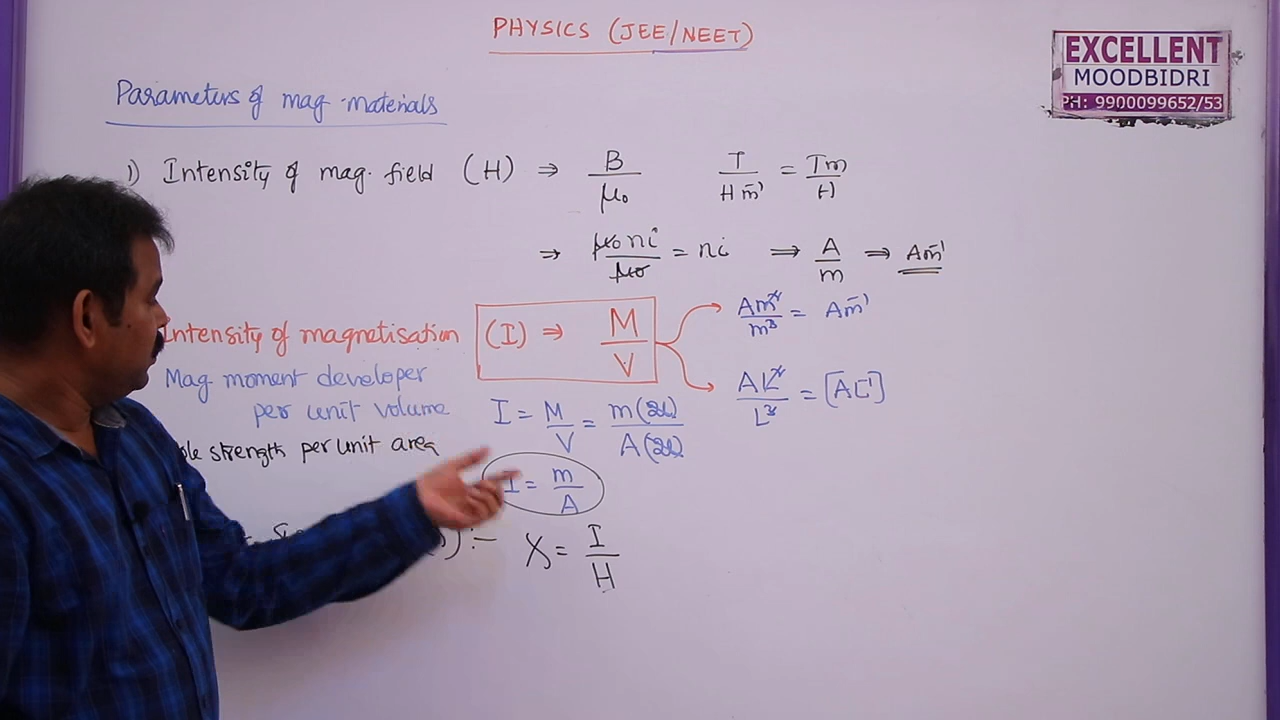 PHYSICS (JEE/NEET)
EXCELLENT
MOODBIDRI
PH: 9900099652/53
Parameters of mag. materials
1) Intensity of mag. field (H) ⇒ B/μ₀ T/Hm⁻¹ = Tm/H
⇒ μ₀ni/μ₀ = ni ⇒ A/m ⇒ Am⁻¹
Intensity of magnetisation (I) ⇒ M/V
Am²/m³ = Am⁻¹
AL²/L³ = [AL⁻¹]
Mag moment developer
per unit volume
I = M/V = m(2l)/A(2l)
strength per unit area
I = m/A
:- χ = I/H